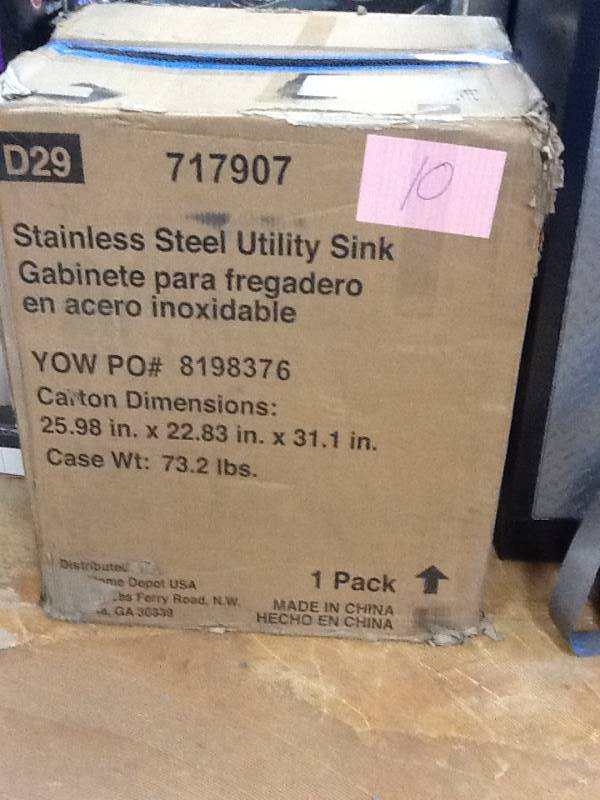 D29
717907
10
Stainless Steel Utility Sink
Gabinete para fregadero
en acero inoxidable
YOW PO# 8198376
Carton Dimensions:
25.98 in. x 22.83 in. x 31.1 in.
Case Wt: 73.2 lbs.
Distributed
Depot USA
Ferry Road, N.W.
GA 30339
1 Pack
MADE IN CHINA
HECHO EN CHINA